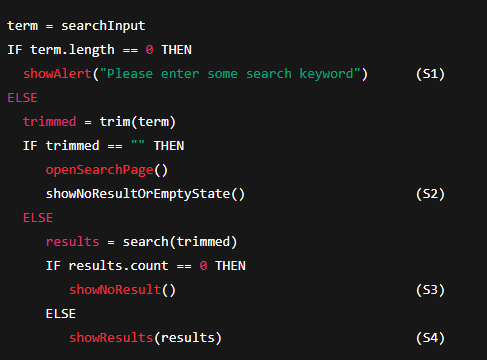 term = searchInput
IF term.length == 0 THEN
showAlert("Please enter some search keyword") (S1)
ELSE
trimmed = trim(term)
IF trimmed == "" THEN
openSearchPage()
showNoResultOrEmptyState() (S2)
ELSE
results = search(trimmed)
IF results.count == 0 THEN
showNoResult() (S3)
ELSE
showResults(results) (S4)